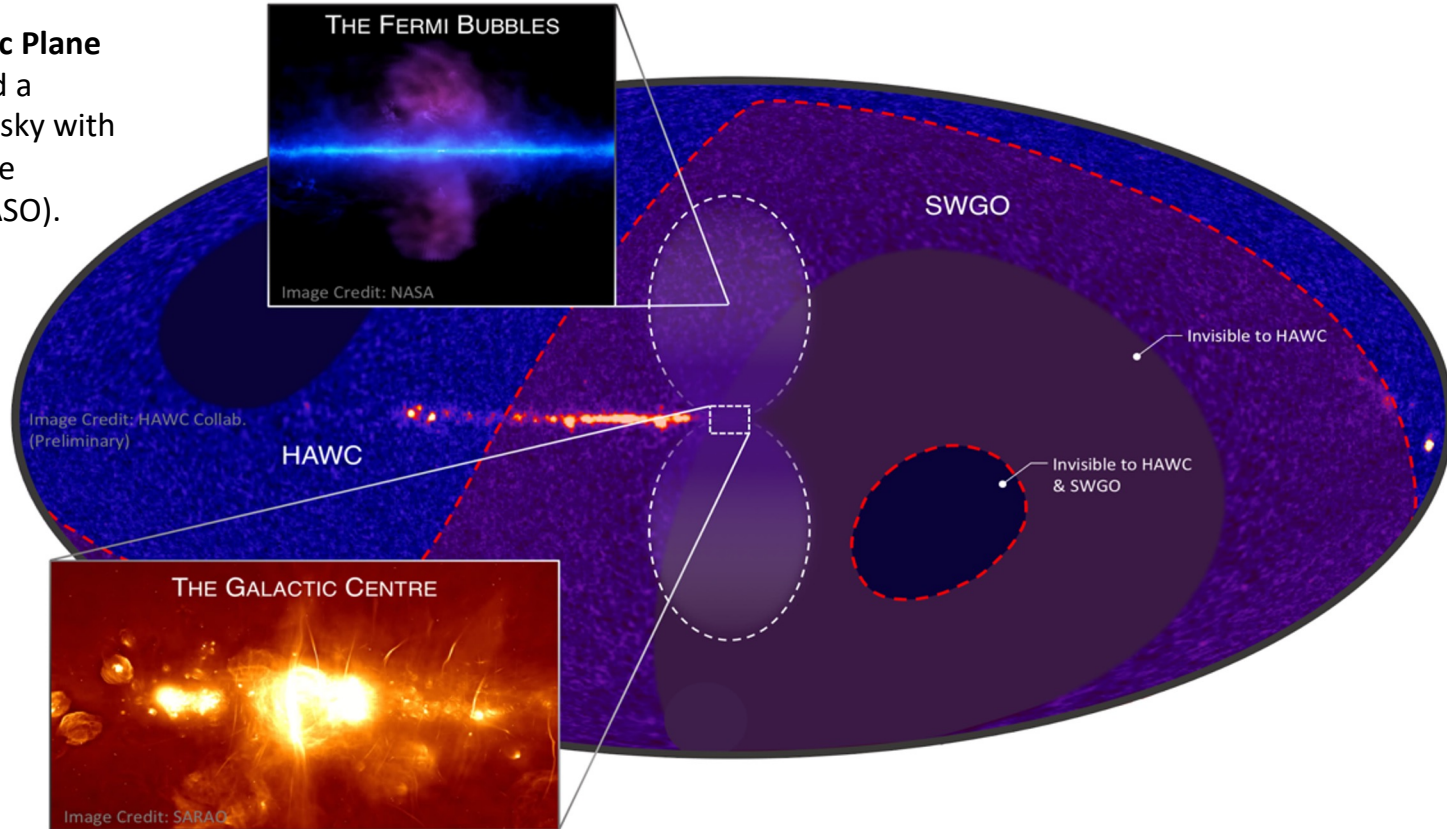 c Plane
d a
sky with
e
ASO).
THE FERMI BUBBLES
Image Credit: NASA
SWGO
Invisible to HAWC
Image Credit: HAWC Collab.
(Preliminary)
HAWC
Invisible to HAWC
& SWGO
THE GALACTIC CENTRE
Image Credit: SARAO